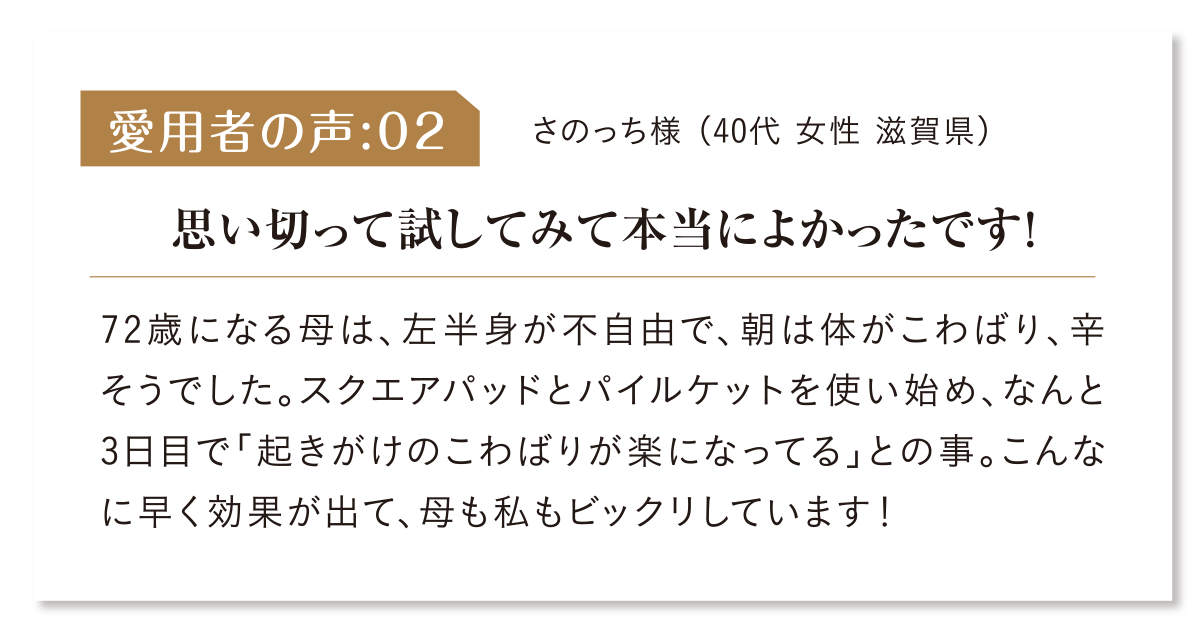 愛用者の声:02
さのっち様（40代 女性 滋賀県）
思い切って試してみて本当によかったです!
72歳になる母は、左半身が不自由で、朝は体がこわばり、辛
そうでした。スクエアパッドとパイルケットを使い始め、なんと
3日目で「起きがけのこわばりが楽になってる」との事。こんな
に早く効果が出て、母も私もビックリしています!